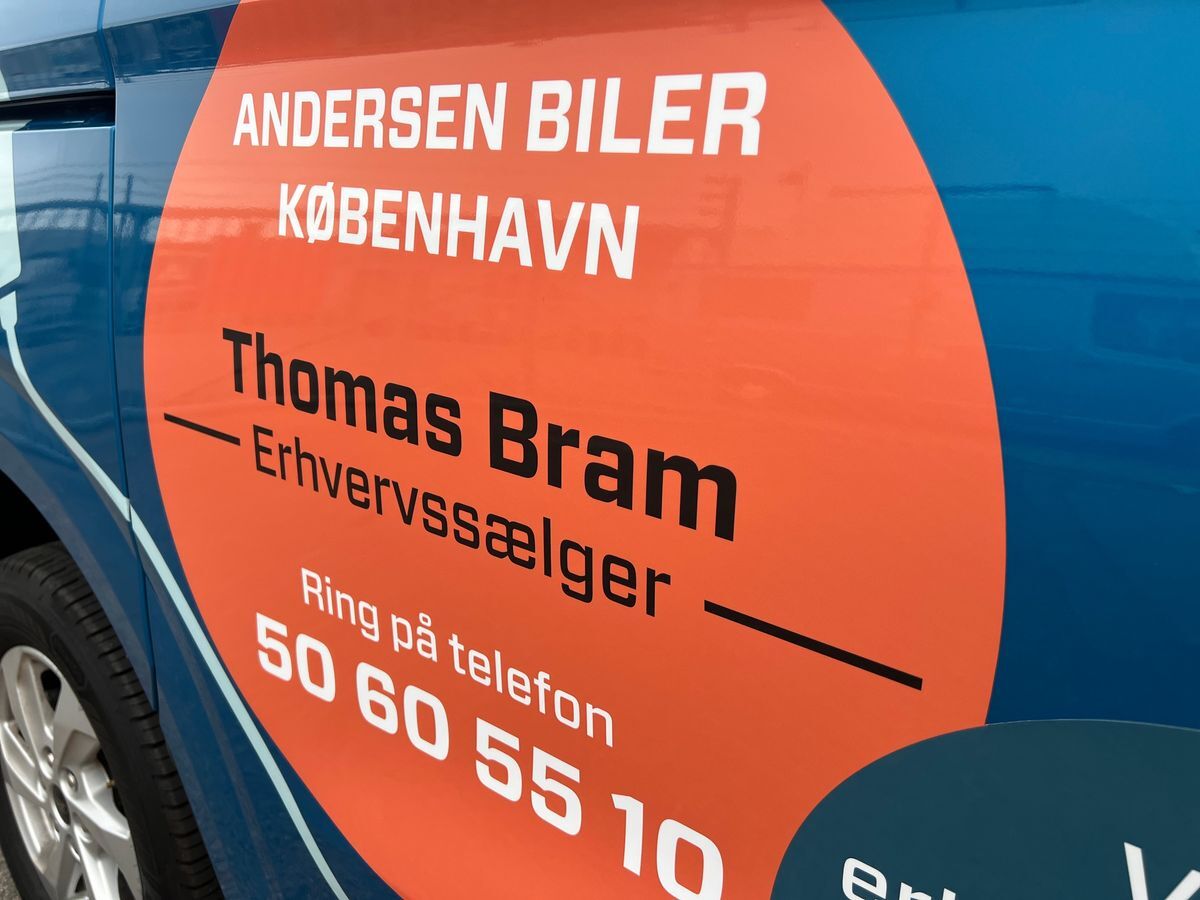 ANDERSEN BILER
KØBENHAVN
Thomas Bram
Erhvervssælger
Ring på telefon
50 60 55 10